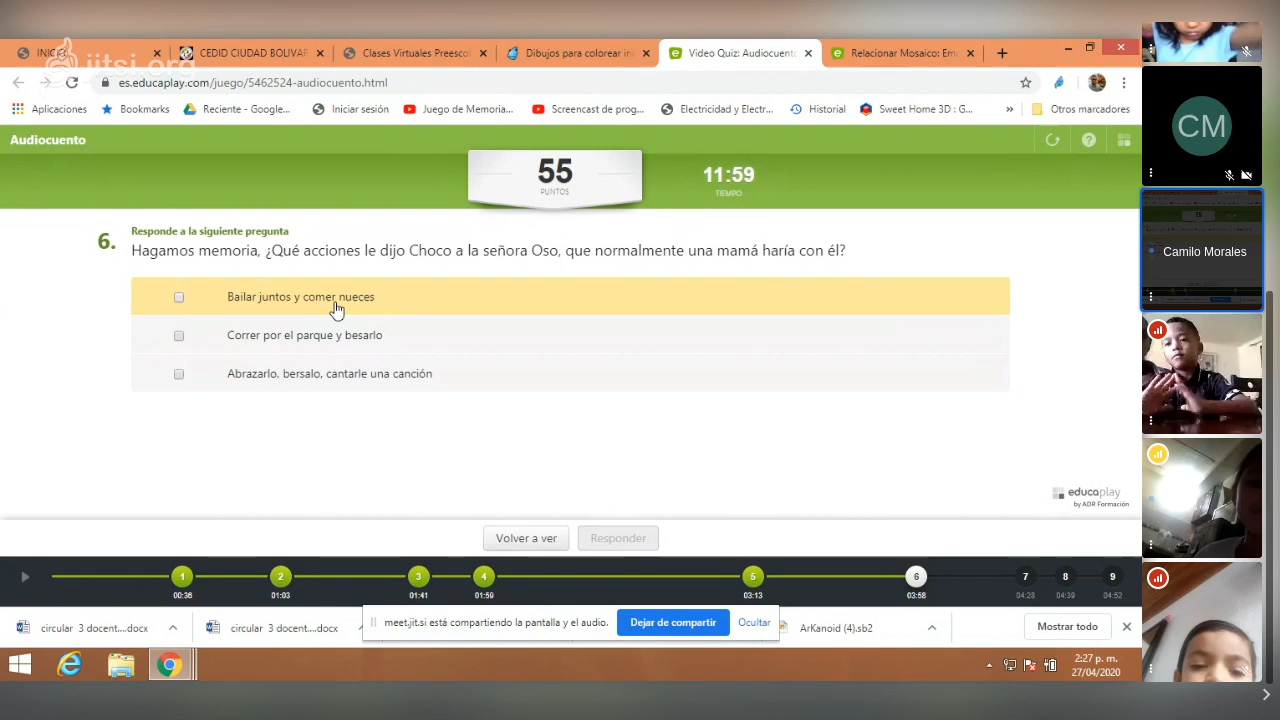 jitsi.org
INICI
CEDID CIUDAD BOLIVAR
Clases Virtuales Preesco
Dibujos para colorear in
Video Quiz: Audiocuento
Relacionar Mosaico: Em
es.educaplay.com/juego/5462524-audiocuento.html
Aplicaciones
Bookmarks
Reciente - Google...
Iniciar sesión
Juego de Memoria...
Screencast de prog...
Electricidad y Electr...
Historial
Sweet Home 3D : G...
»
Otros marcadores
Audiocuento
55
PUNTOS
11:59
TIEMPO
6.
Responde a la siguiente pregunta
Hagamos memoria, ¿Qué acciones le dijo Choco a la señora Oso, que normalmente una mamá haría con él?
Bailar juntos y comer nueces
Correr por el parque y besarlo
Abrazarlo, bersalo, cantarle una canción
educaplay
by ADR Formación
Volver a ver
Responder
1 2 3 4 5 6 7 8 9
00:36 01:03 01:41 01:59 03:13 03:58 04:28 04:39 04:52
circular 3 docent....docx
circular 3 docent....docx
meet.jit.si está compartiendo la pantalla y el audio.
Dejar de compartir
Ocultar
ArKanoid (4).sb2
Mostrar todo
2:27 p. m.
27/04/2020
CM
Camilo Morales